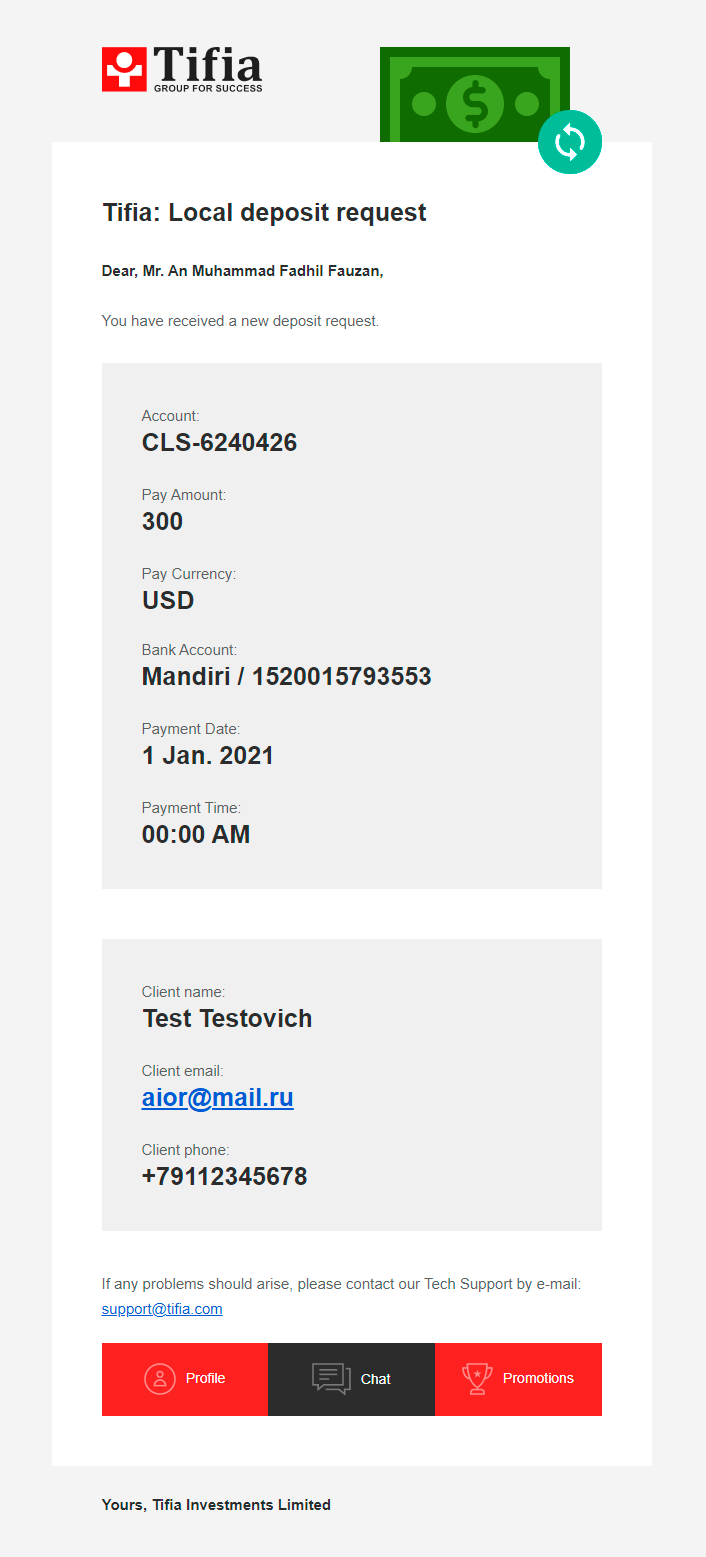 Tifia
GROUP FOR SUCCESS
Tifia: Local deposit request
Dear, Mr. An Muhammad Fadhil Fauzan,
You have received a new deposit request.
Account:
CLS-6240426
Pay Amount:
300
Pay Currency:
USD
Bank Account:
Mandiri / 1520015793553
Payment Date:
1 Jan. 2021
Payment Time:
00:00 AM
Client name:
Test Testovich
Client email:
aior@mail.ru
Client phone:
+79112345678
If any problems should arise, please contact our Tech Support by e-mail:
support@tifia.com
Profile
Chat
Promotions
Yours, Tifia Investments Limited